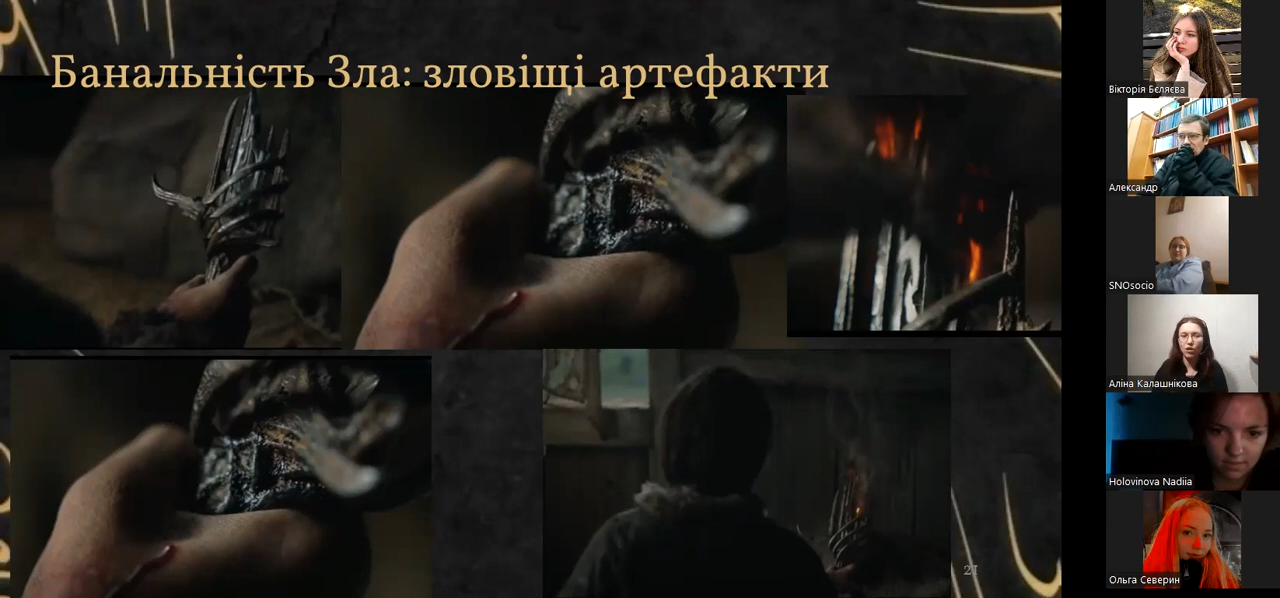 Банальність Зла: зловіщі артефакти
21
Вікторія Бєляєва
Александр
SNOsocio
Аліна Калашнікова
Holovinova Nadiia
Ольга Северин